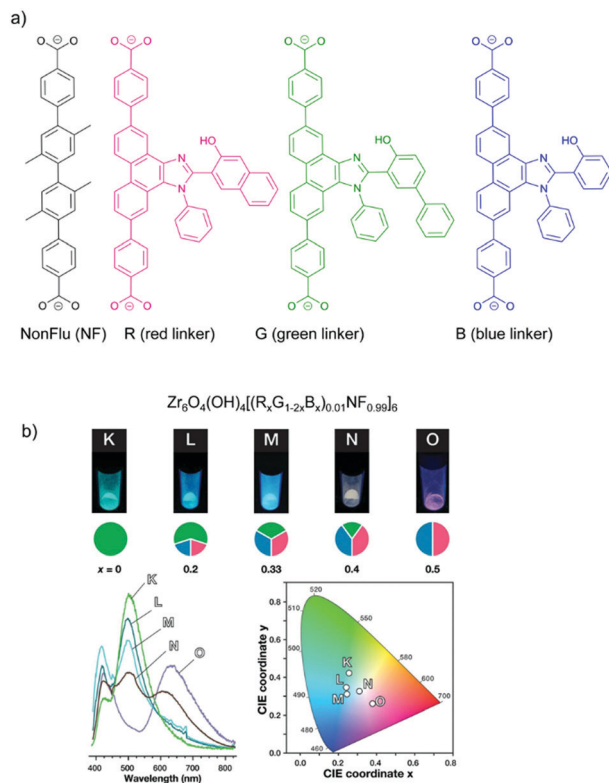 a)
NonFlu (NF) R (red linker) G (green linker) B (blue linker)
HO
N
N
HO
N
N
OH
N
N
O O
O O
O O
O O
O O
O O
O O
O O
Zr6O4(OH)4[(RxG1-2xBx)0.01NF0.99]6
b)
K L M N O
x = 0 0.2 0.33 0.4 0.5
K
L
M
N
O
400 500 600 700 800
Wavelength (nm)
CIE coordinate y
0.8
0.6
0.4
0.2
0.0
520
510
500
490
480
460
550
580
600
700
K
L
M
N
O
0.0 0.2 0.4 0.6 0.8
CIE coordinate x